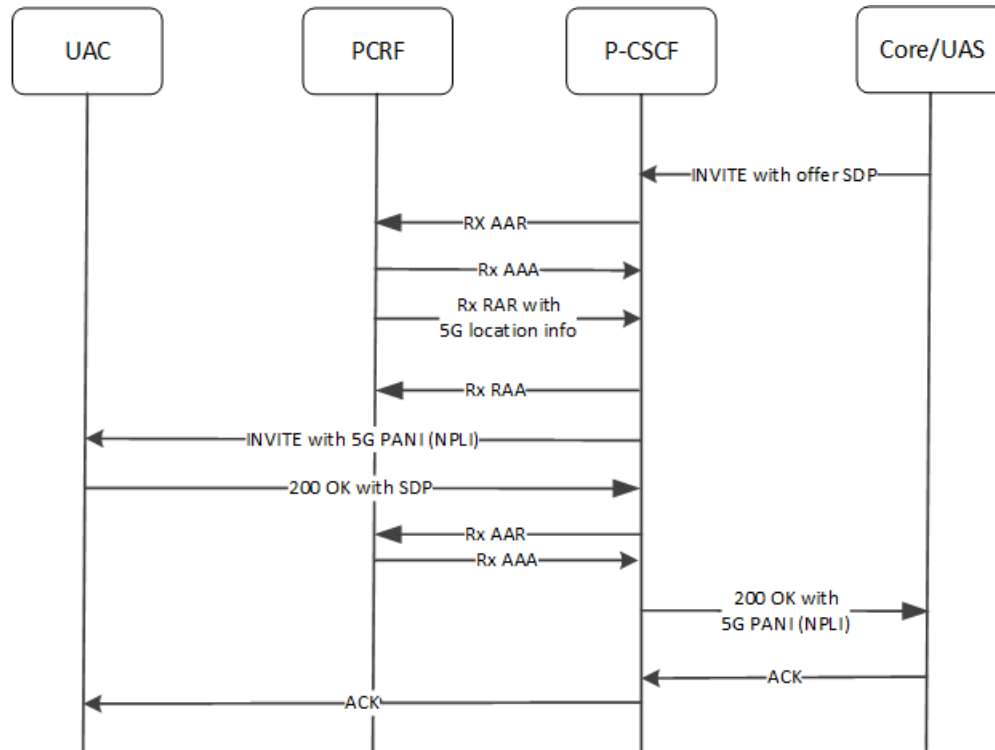 UAC
PCRF
P-CSCF
Core/UAS
INVITE with offer SDP
RX AAR
Rx AAA
Rx RAR with
5G location info
Rx RAA
INVITE with 5G PANI (NPLI)
200 OK with SDP
Rx AAR
Rx AAA
200 OK with
5G PANI (NPLI)
ACK
ACK